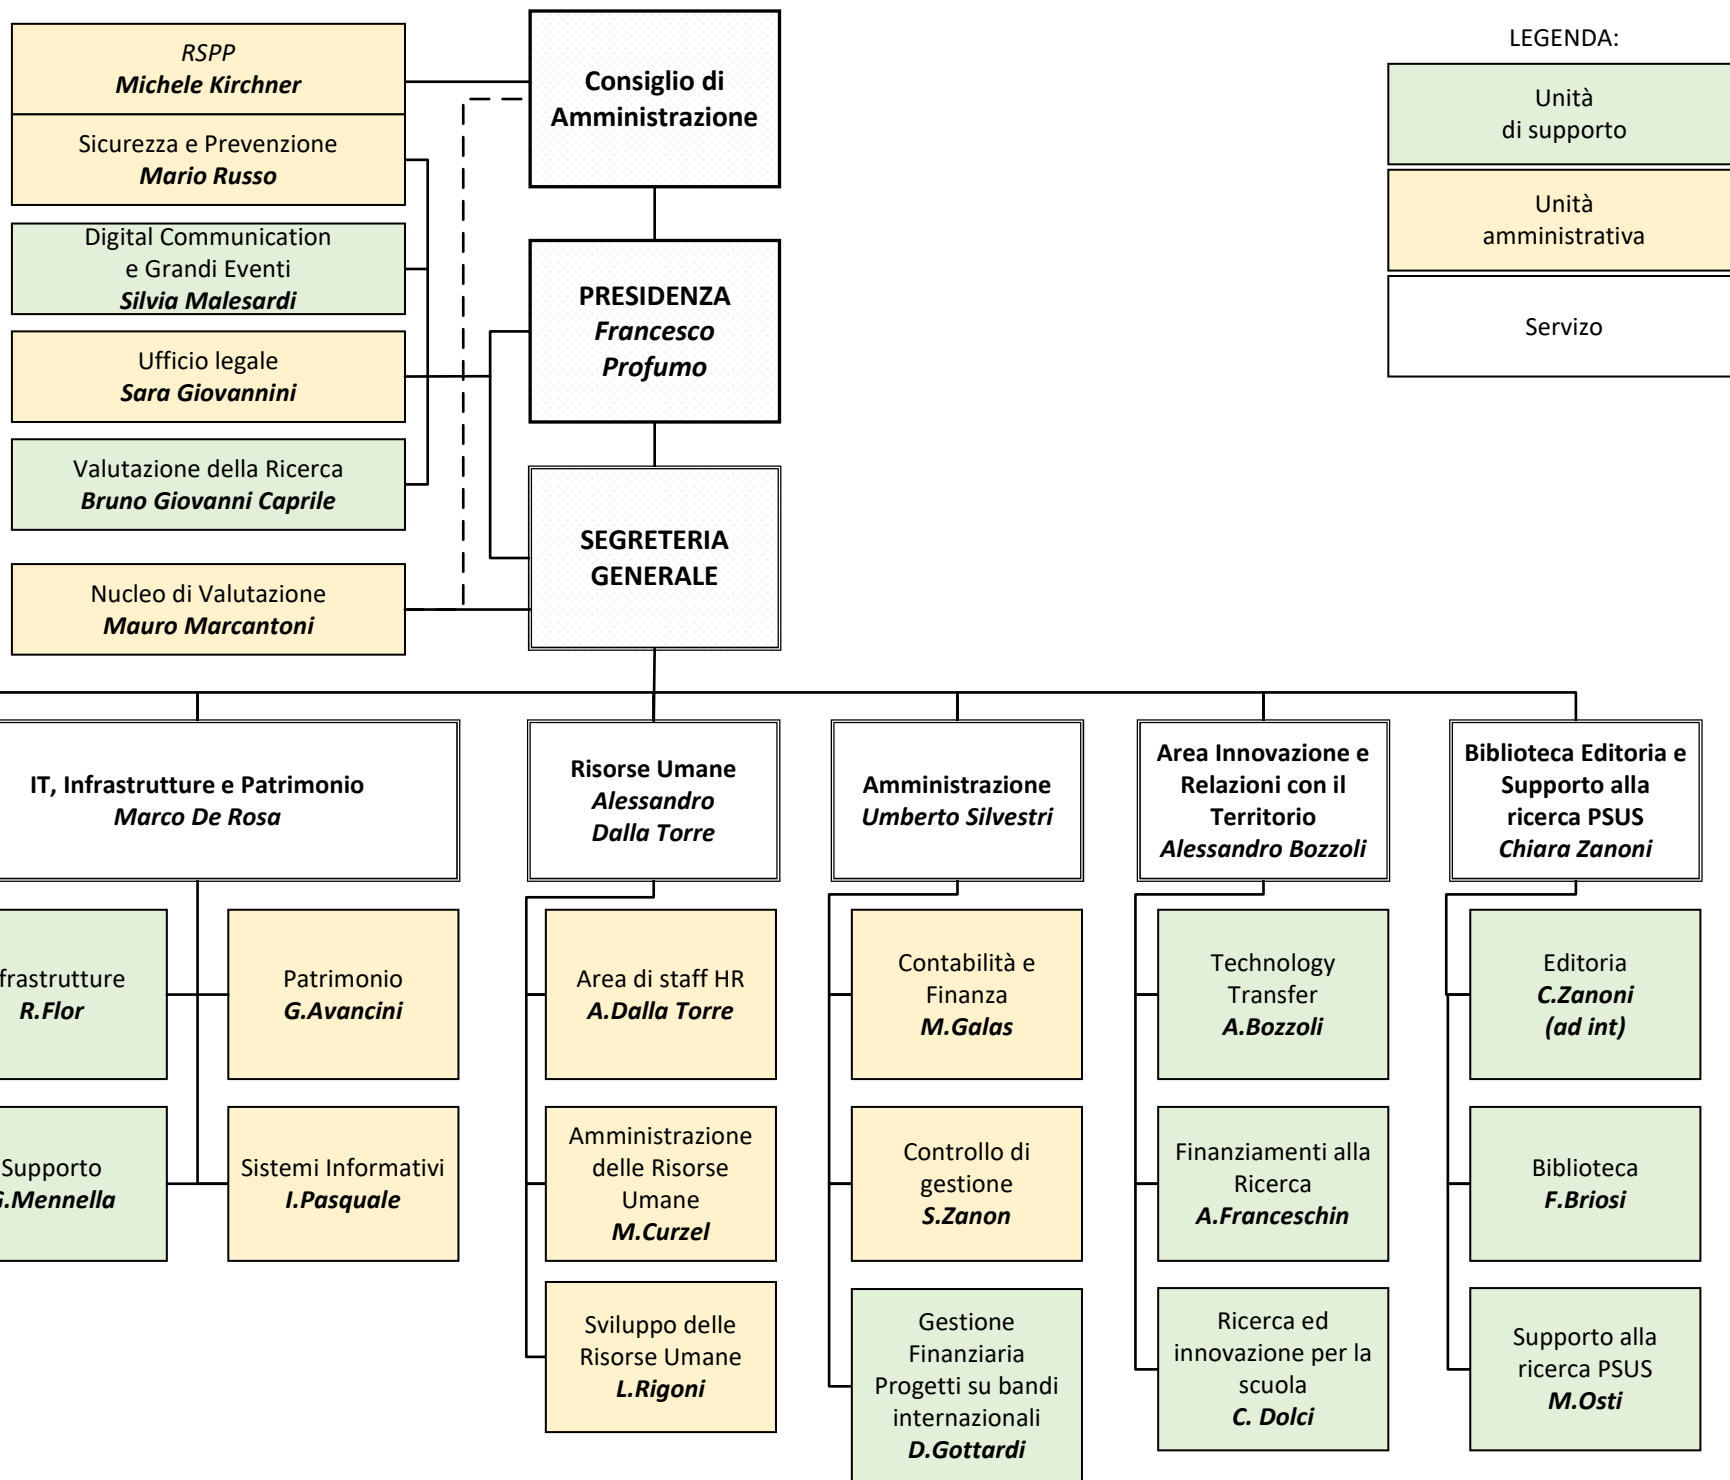 RSPP
Michele Kirchner
Sicurezza e Prevenzione
Mario Russo
Digital Communication
e Grandi Eventi
Silvia Malesardi
Ufficio legale
Sara Giovannini
Valutazione della Ricerca
Bruno Giovanni Caprile
Nucleo di Valutazione
Mauro Marcantoni
Consiglio di
Amministrazione
PRESIDENZA
Francesco
Profumo
SEGRETERIA
GENERALE
LEGENDA:
Unità
di supporto
Unità
amministrativa
Servizo
IT, Infrastrutture e Patrimonio
Marco De Rosa
Risorse Umane
Alessandro
Dalla Torre
Amministrazione
Umberto Silvestri
Area Innovazione e
Relazioni con il
Territorio
Alessandro Bozzoli
Biblioteca Editoria e
Supporto alla
ricerca PSUS
Chiara Zanoni
frastrutture
R.Flor
Patrimonio
G.Avancini
Supporto
.Mennella
Sistemi Informativi
I.Pasquale
Area di staff HR
A.Dalla Torre
Amministrazione
delle Risorse
Umane
M.Curzel
Sviluppo delle
Risorse Umane
L.Rigoni
Contabilità e
Finanza
M.Galas
Controllo di
gestione
S.Zanon
Gestione
Finanziaria
Progetti su bandi
internazionali
D.Gottardi
Technology
Transfer
A.Bozzoli
Finanziamenti alla
Ricerca
A.Franceschin
Ricerca ed
innovazione per la
scuola
C. Dolci
Editoria
C.Zanoni
(ad int)
Biblioteca
F.Briosi
Supporto alla
ricerca PSUS
M.Osti